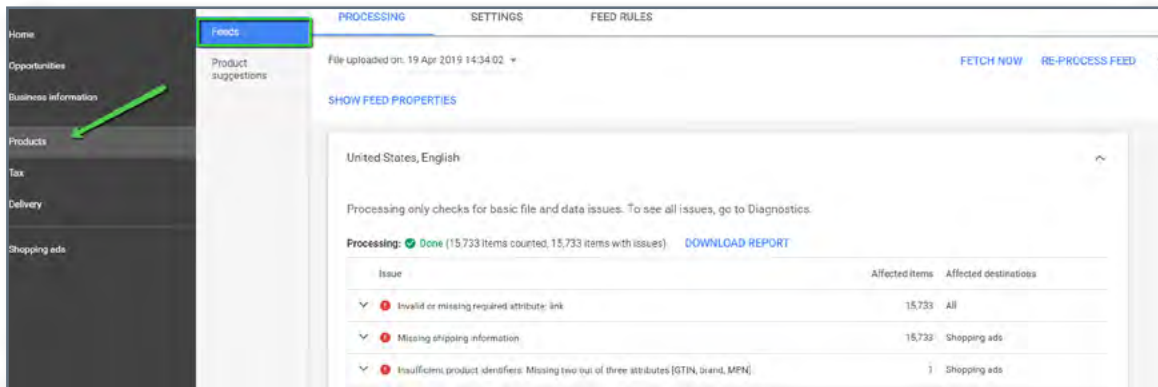 Home
Opportunities
Business information
Products
Tax
Delivery
Shopping ads
Feeds
Product
suggestions
PROCESSING SETTINGS FEED RULES
File uploaded on: 19 Apr 2019 14:34:02
FETCH NOW RE-PROCESS FEED
SHOW FEED PROPERTIES
United States, English
Processing only checks for basic file and data issues. To see all issues, go to Diagnostics.
Processing: Done (15,733 items counted, 15,733 items with issues) DOWNLOAD REPORT
Issue Affected items Affected destinations
Invalid or missing required attribute: link 15,733 All
Missing shipping information 15,733 Shopping ads
Insufficient product identifiers: Missing two out of three attributes [GTIN, brand, MPN]. 1 Shopping ads